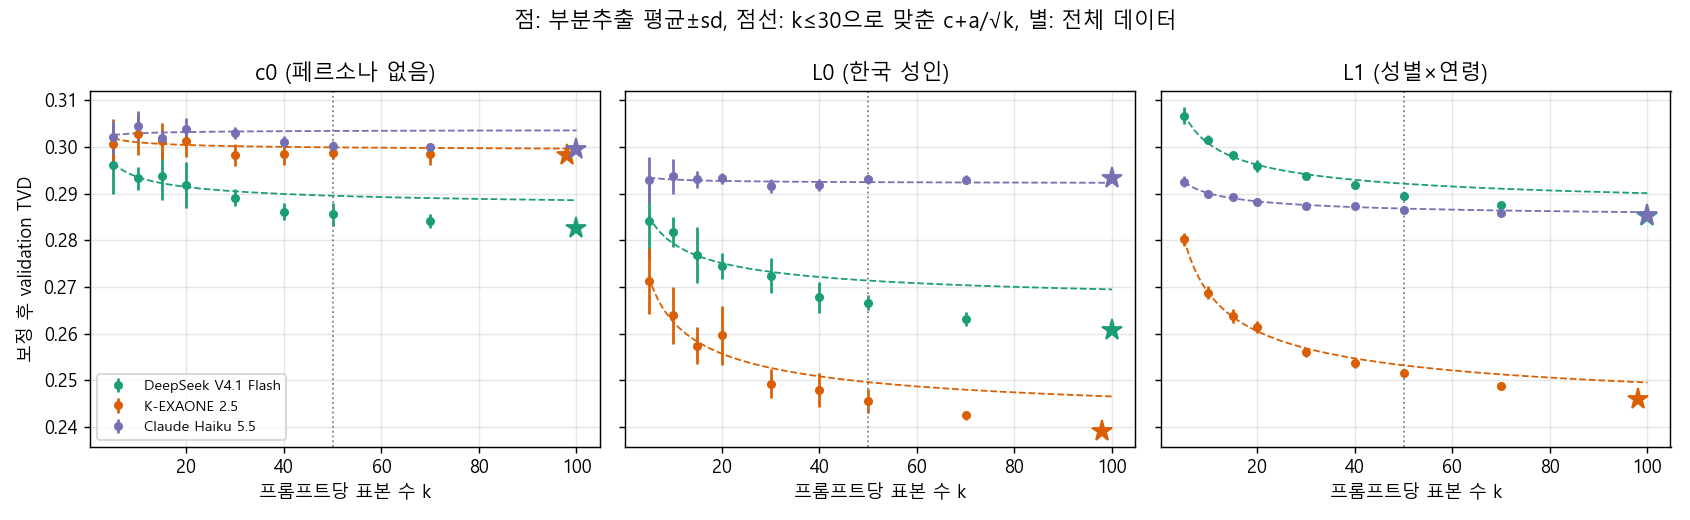 점: 부분추출 평균±sd, 점선: k≤30으로 맞춘 c+a/√k, 별: 전체 데이터
c0 (페르소나 없음)
L0 (한국 성인)
L1 (성별×연령)
보정 후 validation TVD
0.31
0.30
0.29
0.28
0.27
0.26
0.25
0.24
DeepSeek V4.1 Flash
K-EXAONE 2.5
Claude Haiku 5.5
20
40
60
80
100
20
40
60
80
100
20
40
60
80
100
프롬프트당 표본 수 k
프롬프트당 표본 수 k
프롬프트당 표본 수 k